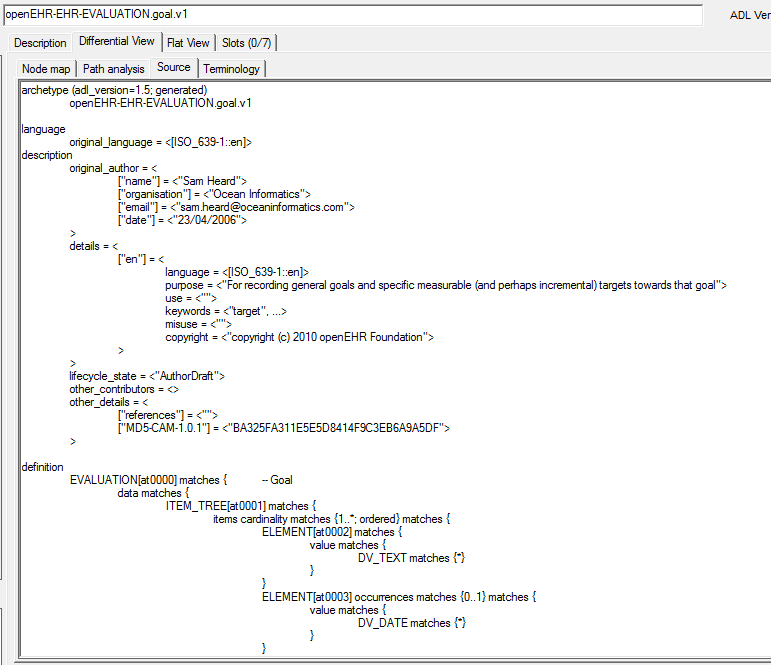 openEHR-EHR-EVALUATION.goal.v1 ADL Ver
Description Differential View Flat View Slots (0/7)
Node map Path analysis Source Terminology
archetype (adl_version=1.5; generated)
openEHR-EHR-EVALUATION.goal.v1
language
original_language = <[ISO_639-1::en]>
description
original_author = <
["name"] = <"Sam Heard">
["organisation"] = <"Ocean Informatics">
["email"] = <"sam.heard@oceaninformatics.com">
["date"] = <"23/04/2006">
>
details = <
["en"] = <
language = <[ISO_639-1::en]>
purpose = <"For recording general goals and specific measurable (and perhaps incremental) targets towards that goal">
use = <"">
keywords = <"target", ...>
misuse = <"">
copyright = <"copyright (c) 2010 openEHR Foundation">
>
>
lifecycle_state = <"AuthorDraft">
other_contributors = <>
other_details = <
["references"] = <"">
["MD5-CAM-1.0.1"] = <"BA325FA311E5E5D8414F9C3EB6A9A5DF">
>
definition
EVALUATION[at0000] matches { -- Goal
data matches {
ITEM_TREE[at0001] matches {
items cardinality matches {1..*; ordered} matches {
ELEMENT[at0002] matches {
value matches {
DV_TEXT matches {*}
}
}
ELEMENT[at0003] occurrences matches {0..1} matches {
value matches {
DV_DATE matches {*}
}
}